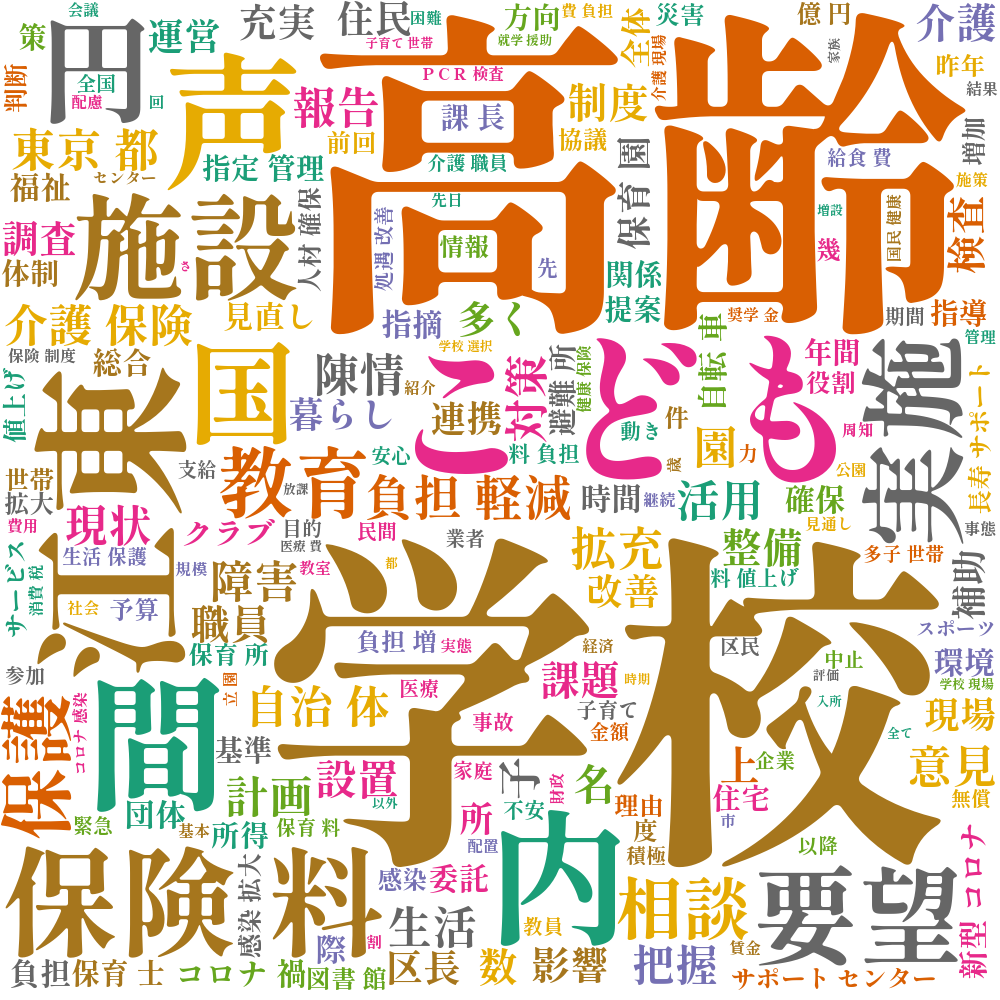 会議
策
円
運営
充実
住民
困難
子育て 世帯
高齢
方向
費 負担
就学 援助
全体
災害
介護 現場
億 円
家族
介護
昨年
結果
判断
全国
配慮
回
声
報告
PCR 検査
課 長
制度
協議
増加
東京 都
指定 管理
前回
介護 職員
保育 園
給食 費
施策
福祉
センター
人材 確保
先日
増設
国民 健康
検査
調査
施設
処遇 改善
情報
先
幾
体制
関係
介護 保険
見直し
指摘
多く
提案
自転 車
奨学 金
期間
指導
管理
保険 制度
総合
国
陳情
学校 選択
こども
対策
避難 所
健康 保険
年間
役割
実施
値上げ
江東
暮らし
紹介
連携
動き
件
周知
長寿 サポート
世帯
拡大
支給
教育
安心
料 負担
園
歳
力
公園
費用
現状
クラブ
放課
負担 軽減
時間
継続
活用
確保
見通し
事態
目的
医療 費
民間
業者
サービス
消費 税
生活 保護
規模
障害
教室
都
拡充
整備
多子 世帯
補助
社会
予算
職員
改善
料 値上げ
スポーツ
保育 所
負担 増
実態
経済
区民
中止
環境
参加
立
園
学校
医療
課題
時期
評価
学校 現場
保護
コロナ 感染
間
自治 体
事故
子育て
金額
入所
全て
現場
基準
設置
家庭
子
財政
上
企業
意見
団体
計画
以外
不安
名
住宅
無償
緊急
基本
所得
保育 料
所
配置
理由
度
市
積極
以降
保険 料
感染 拡大
感染
委託
内
相談
要望
新型 コロナ
生活
教員
際
割
区長
数
影響
把握
賃金
負担
保育 士
コロナ 禍
図書 館
サポート センター